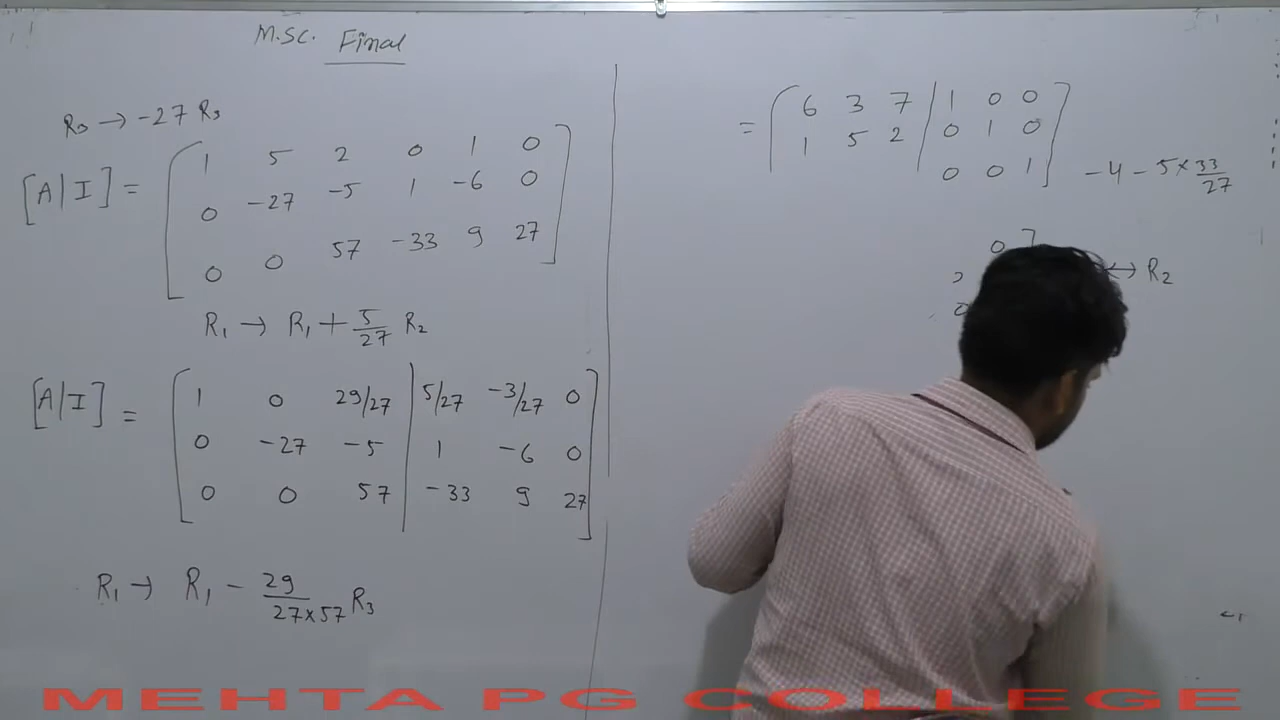 M.SC. Final
R3 → -27 R3
[A|I] =
1 5 2 0 1 0
0 -27 -5 1 -6 0
0 0 57 -33 9 27
R1 → R1 + 5/27 R2
[A|I] =
1 0 29/27 | 5/27 -3/27 0
0 -27 -5 | 1 -6 0
0 0 57 | -33 9 27
R1 → R1 - 29/27×57 R3
=
6 3 7 | 1 0 0
1 5 2 | 0 1 0
0 0 1
-4 - 5×33/27
0
↔ R2
0
MEHTA PG COLLEGE